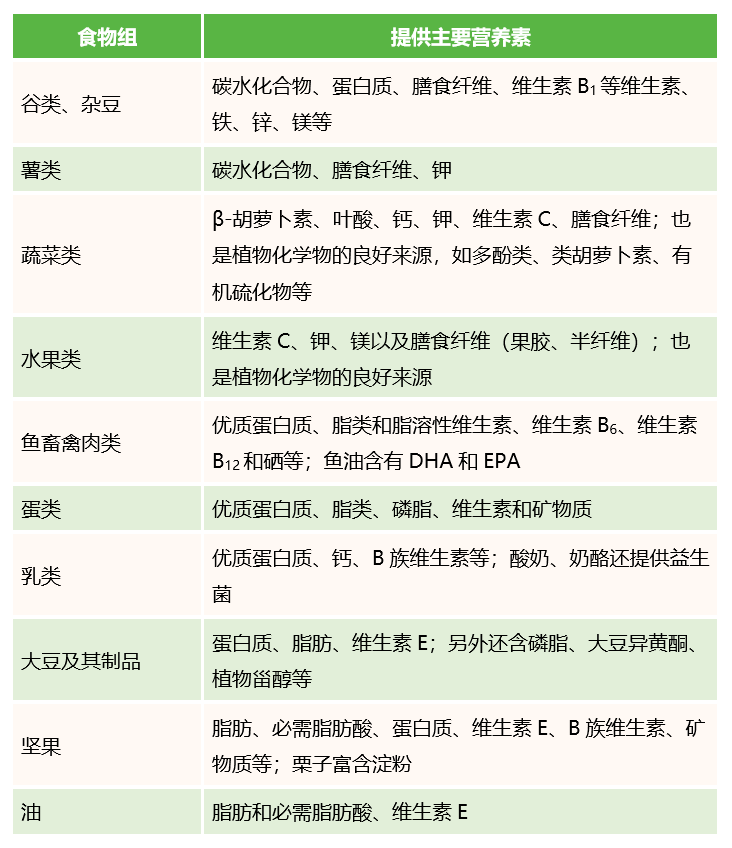 食物组
提供主要营养素
谷类、杂豆
碳水化合物、蛋白质、膳食纤维、维生素 B₁ 等维生素、
铁、锌、镁等
薯类
碳水化合物、膳食纤维、钾
蔬菜类
β-胡萝卜素、叶酸、钙、钾、维生素 C、膳食纤维；也
是植物化学物的良好来源，如多酚类、类胡萝卜素、有
机硫化物等
水果类
维生素 C、钾、镁以及膳食纤维（果胶、半纤维）；也
是植物化学物的良好来源
鱼畜禽肉类
优质蛋白质、脂类和脂溶性维生素、维生素 B₆、维生素
B₁₂ 和硒等；鱼油含有 DHA 和 EPA
蛋类
优质蛋白质、脂类、磷脂、维生素和矿物质
乳类
优质蛋白质、钙、B 族维生素等；酸奶、奶酪还提供益生
菌
大豆及其制品
蛋白质、脂肪、维生素 E；另外还含磷脂、大豆异黄酮、
植物甾醇等
坚果
脂肪、必需脂肪酸、蛋白质、维生素 E、B 族维生素、矿
物质等；栗子富含淀粉
油
脂肪和必需脂肪酸、维生素 E